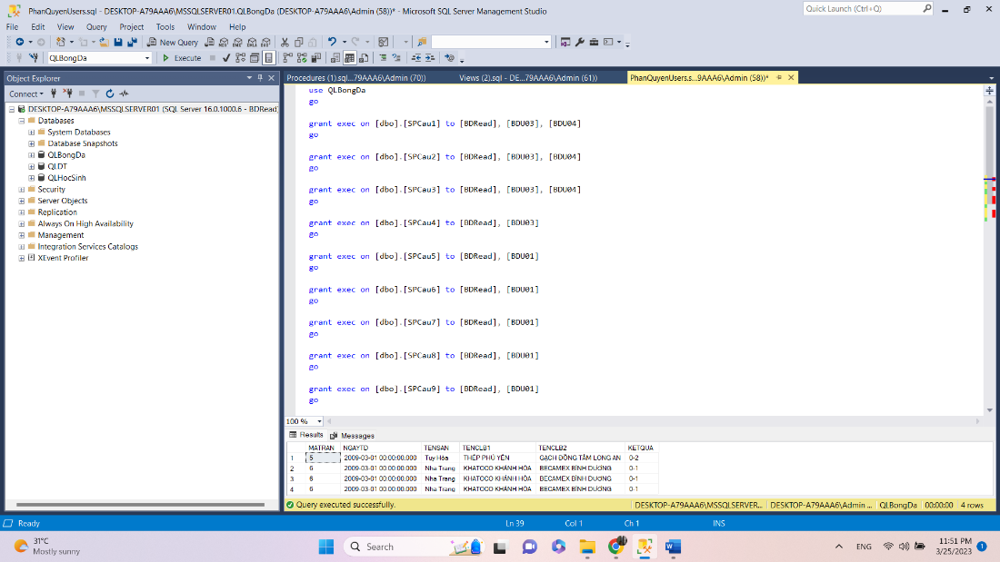 PhanQuyenUsers.sql - DESKTOP-A79AAA6\MSSQLSERVER01.QLBongDa (DESKTOP-A79AAA6\Admin (58))* - Microsoft SQL Server Management Studio
Quick Launch (Ctrl+Q)
File Edit View Query Project Tools Window Help
New Query
QLBongDa Execute
Object Explorer
Procedures (1).sql...79AAA6\Admin (70)) Views (2).sql - DE...79AAA6\Admin (61)) PhanQuyenUsers.s...9AAA6\Admin (58))*
Connect
DESKTOP-A79AAA6\MSSQLSERVER01 (SQL Server 16.0.1000.6 - BDRead)
Databases
System Databases
Database Snapshots
QLBongDa
QLDT
QLHocSinh
Security
Server Objects
Replication
Always On High Availability
Management
Integration Services Catalogs
XEvent Profiler
use QLBongDa
go
grant exec on [dbo].[SPCau1] to [BDRead], [BDU03], [BDU04]
go
grant exec on [dbo].[SPCau2] to [BDRead], [BDU03], [BDU04]
go
grant exec on [dbo].[SPCau3] to [BDRead], [BDU03], [BDU04]
go
grant exec on [dbo].[SPCau4] to [BDRead], [BDU03]
go
grant exec on [dbo].[SPCau5] to [BDRead], [BDU01]
go
grant exec on [dbo].[SPCau6] to [BDRead], [BDU01]
go
grant exec on [dbo].[SPCau7] to [BDRead], [BDU01]
go
grant exec on [dbo].[SPCau8] to [BDRead], [BDU01]
go
grant exec on [dbo].[SPCau9] to [BDRead], [BDU01]
go
100 %
Results Messages
MATRAN NGAYTD TENSAN TENCLB1 TENCLB2 KETQUA
1 5 2009-03-01 00:00:00.000 Tuy Hòa THÉP PHÚ YÊN GẠCH ĐỒNG TÂM LONG AN 0-2
2 6 2009-03-01 00:00:00.000 Nha Trang KHATOCO KHÁNH HÒA BECAMEX BÌNH DƯƠNG 0-1
3 6 2009-03-01 00:00:00.000 Nha Trang KHATOCO KHÁNH HÒA BECAMEX BÌNH DƯƠNG 0-1
4 6 2009-03-01 00:00:00.000 Nha Trang KHATOCO KHÁNH HÒA BECAMEX BÌNH DƯƠNG 0-1
Query executed successfully. DESKTOP-A79AAA6\MSSQLSERVER... DESKTOP-A79AAA6\Admin ... QLBongDa 00:00:00 4 rows
Ready Ln 39 Col 1 Ch 1 INS
31°C
Mostly sunny
Search
ENG
11:51 PM
3/25/2023
1